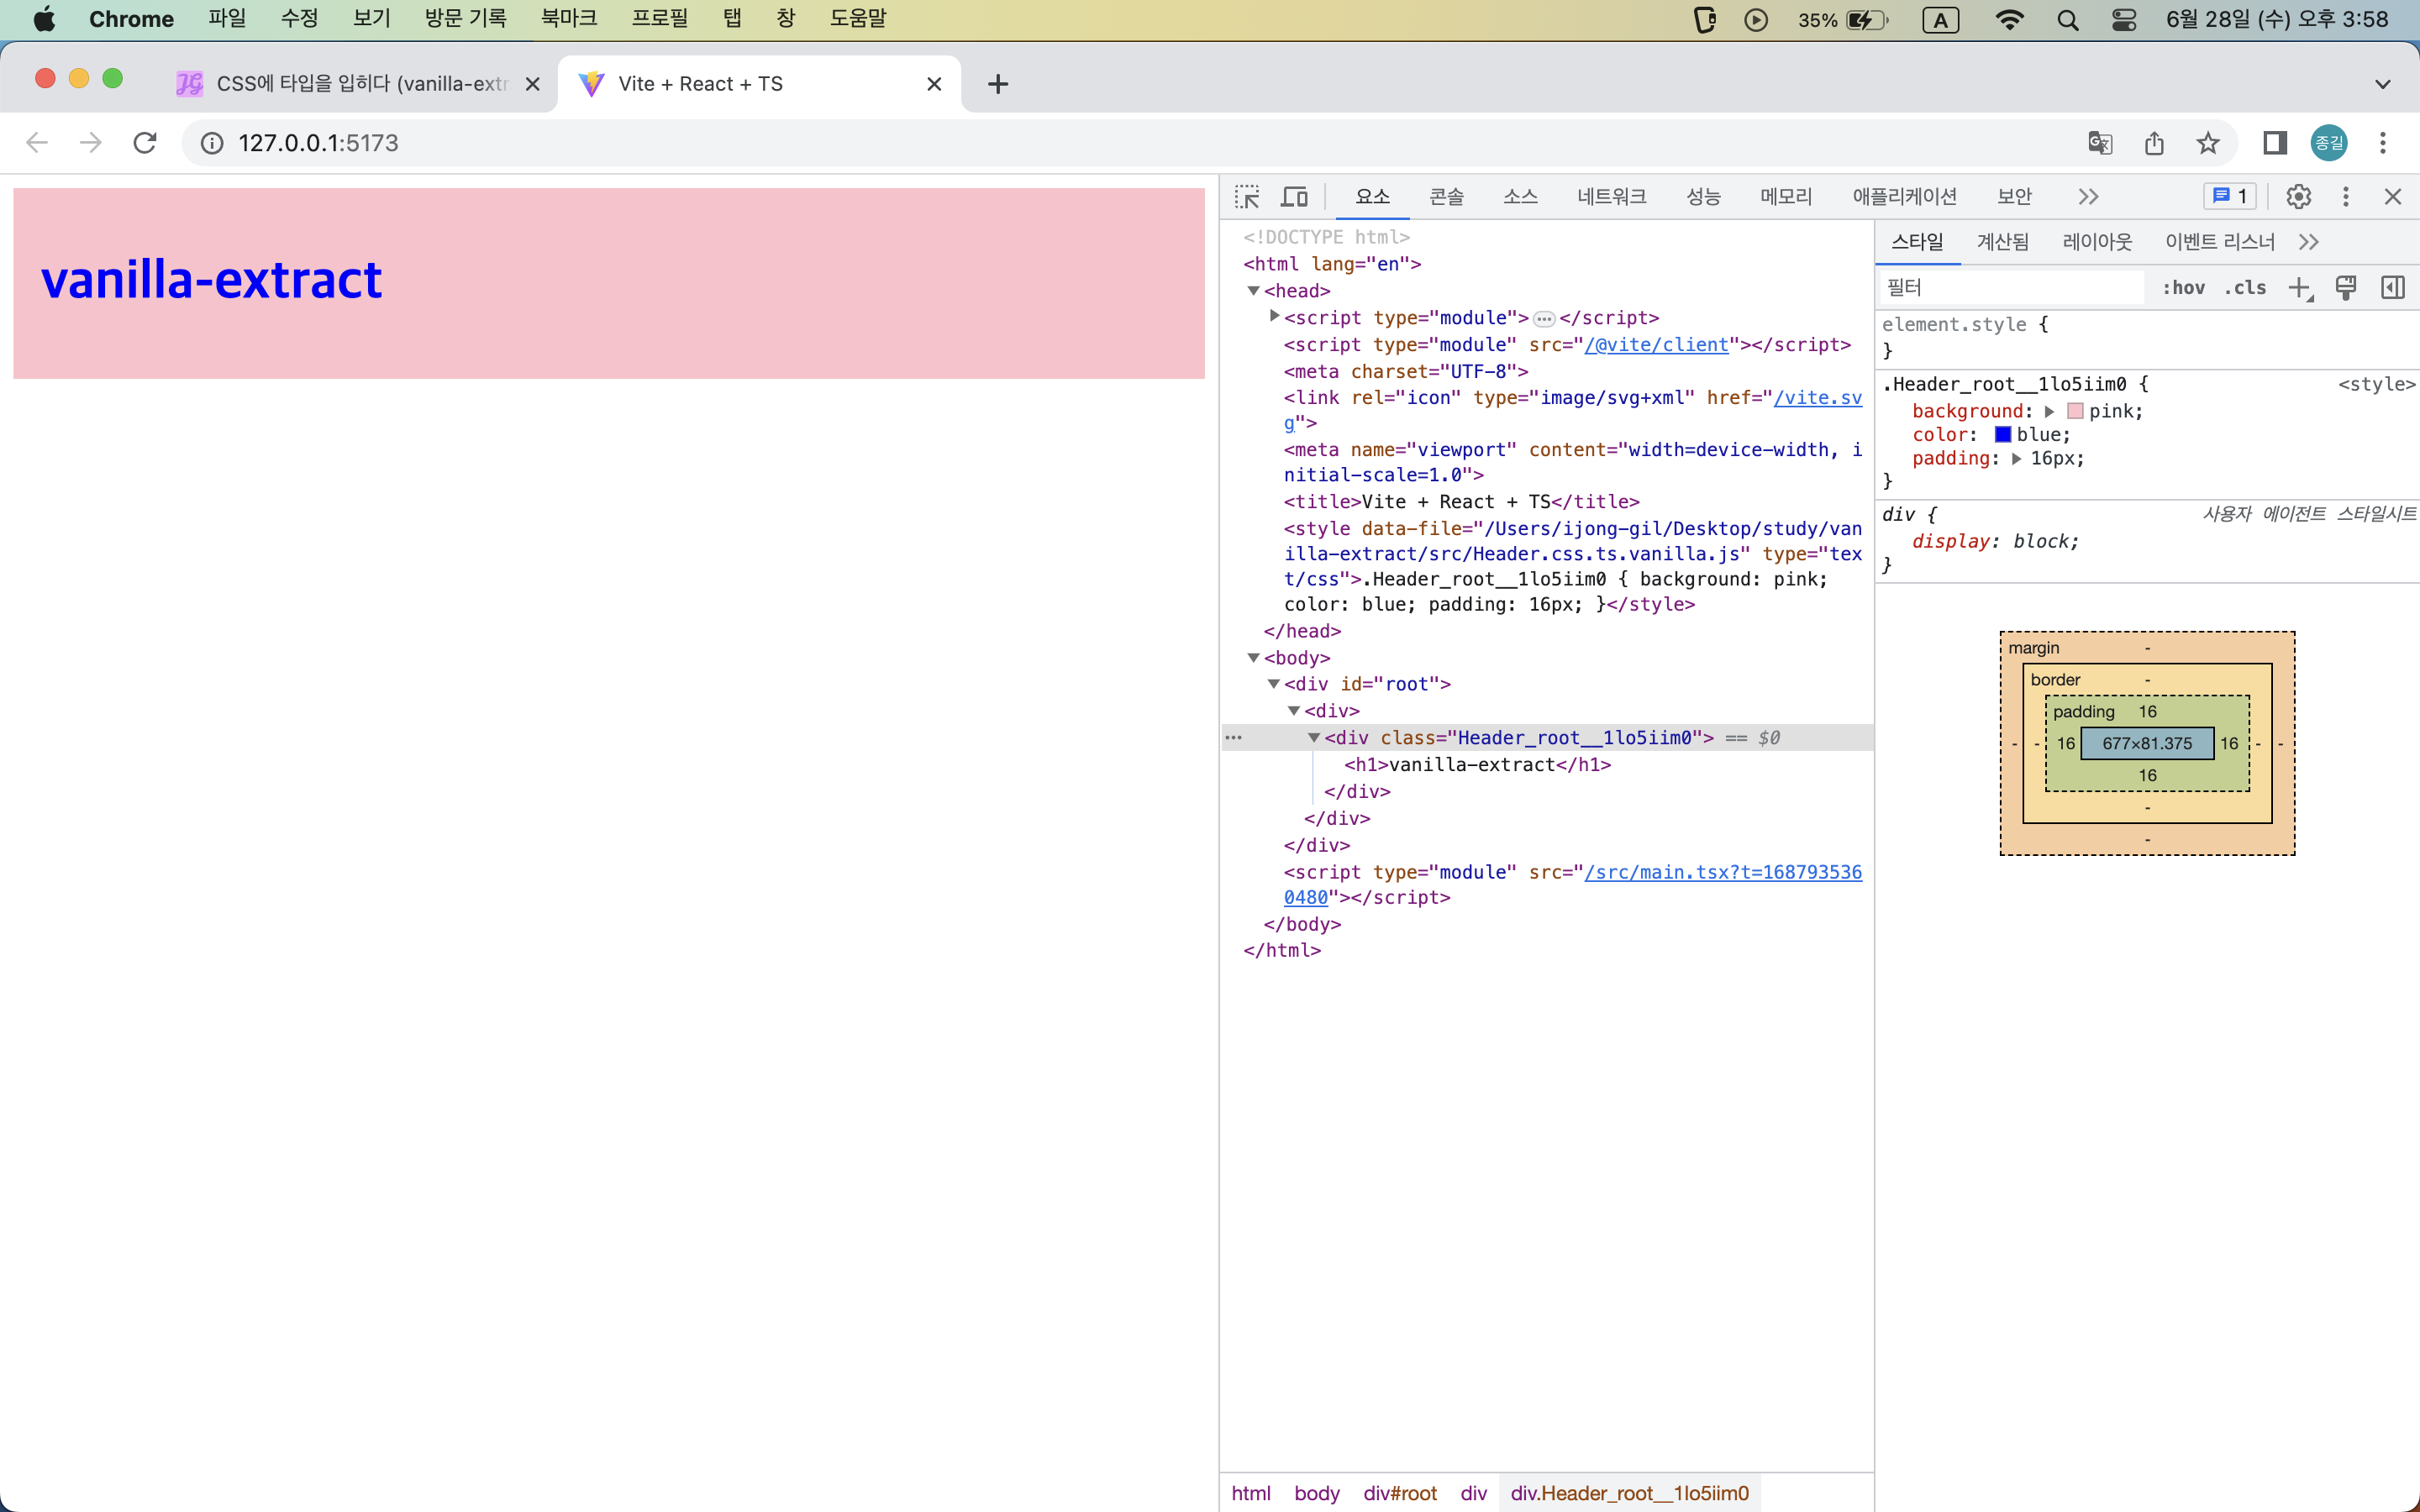 Chrome 파일 수정 보기 방문 기록 북마크 프로필 탭 창 도움말 35% A 6월 28일 (수) 오후 3:58
CSS에 타입을 입히다 (vanilla-extr Vite + React + TS
127.0.0.1:5173 종길
vanilla-extract
요소 콘솔 소스 네트워크 성능 메모리 애플리케이션 보안 1
<!DOCTYPE html>
<html lang="en">
<head>
<script type="module">…</script>
<script type="module" src="/@vite/client"></script>
<meta charset="UTF-8">
<link rel="icon" type="image/svg+xml" href="/vite.sv
g">
<meta name="viewport" content="width=device-width, i
nitial-scale=1.0">
<title>Vite + React + TS</title>
<style data-file="/Users/ijong-gil/Desktop/study/van
illa-extract/src/Header.css.ts.vanilla.js" type="tex
t/css">.Header_root__1lo5iim0 { background: pink;
color: blue; padding: 16px; }</style>
</head>
<body>
<div id="root">
<div>
<div class="Header_root__1lo5iim0"> == $0
<h1>vanilla-extract</h1>
</div>
</div>
</div>
<script type="module" src="/src/main.tsx?t=168793536
0480"></script>
</body>
</html>
html body div#root div div.Header_root__1lo5iim0
스타일 계산됨 레이아웃 이벤트 리스너
필터 :hov .cls
element.style {
}
.Header_root__1lo5iim0 { <style>
background: pink;
color: blue;
padding: 16px;
}
div { 사용자 에이전트 스타일시트
display: block;
}
margin -
border -
padding 16
- - 16 677×81.375 16 - -
16
-
-